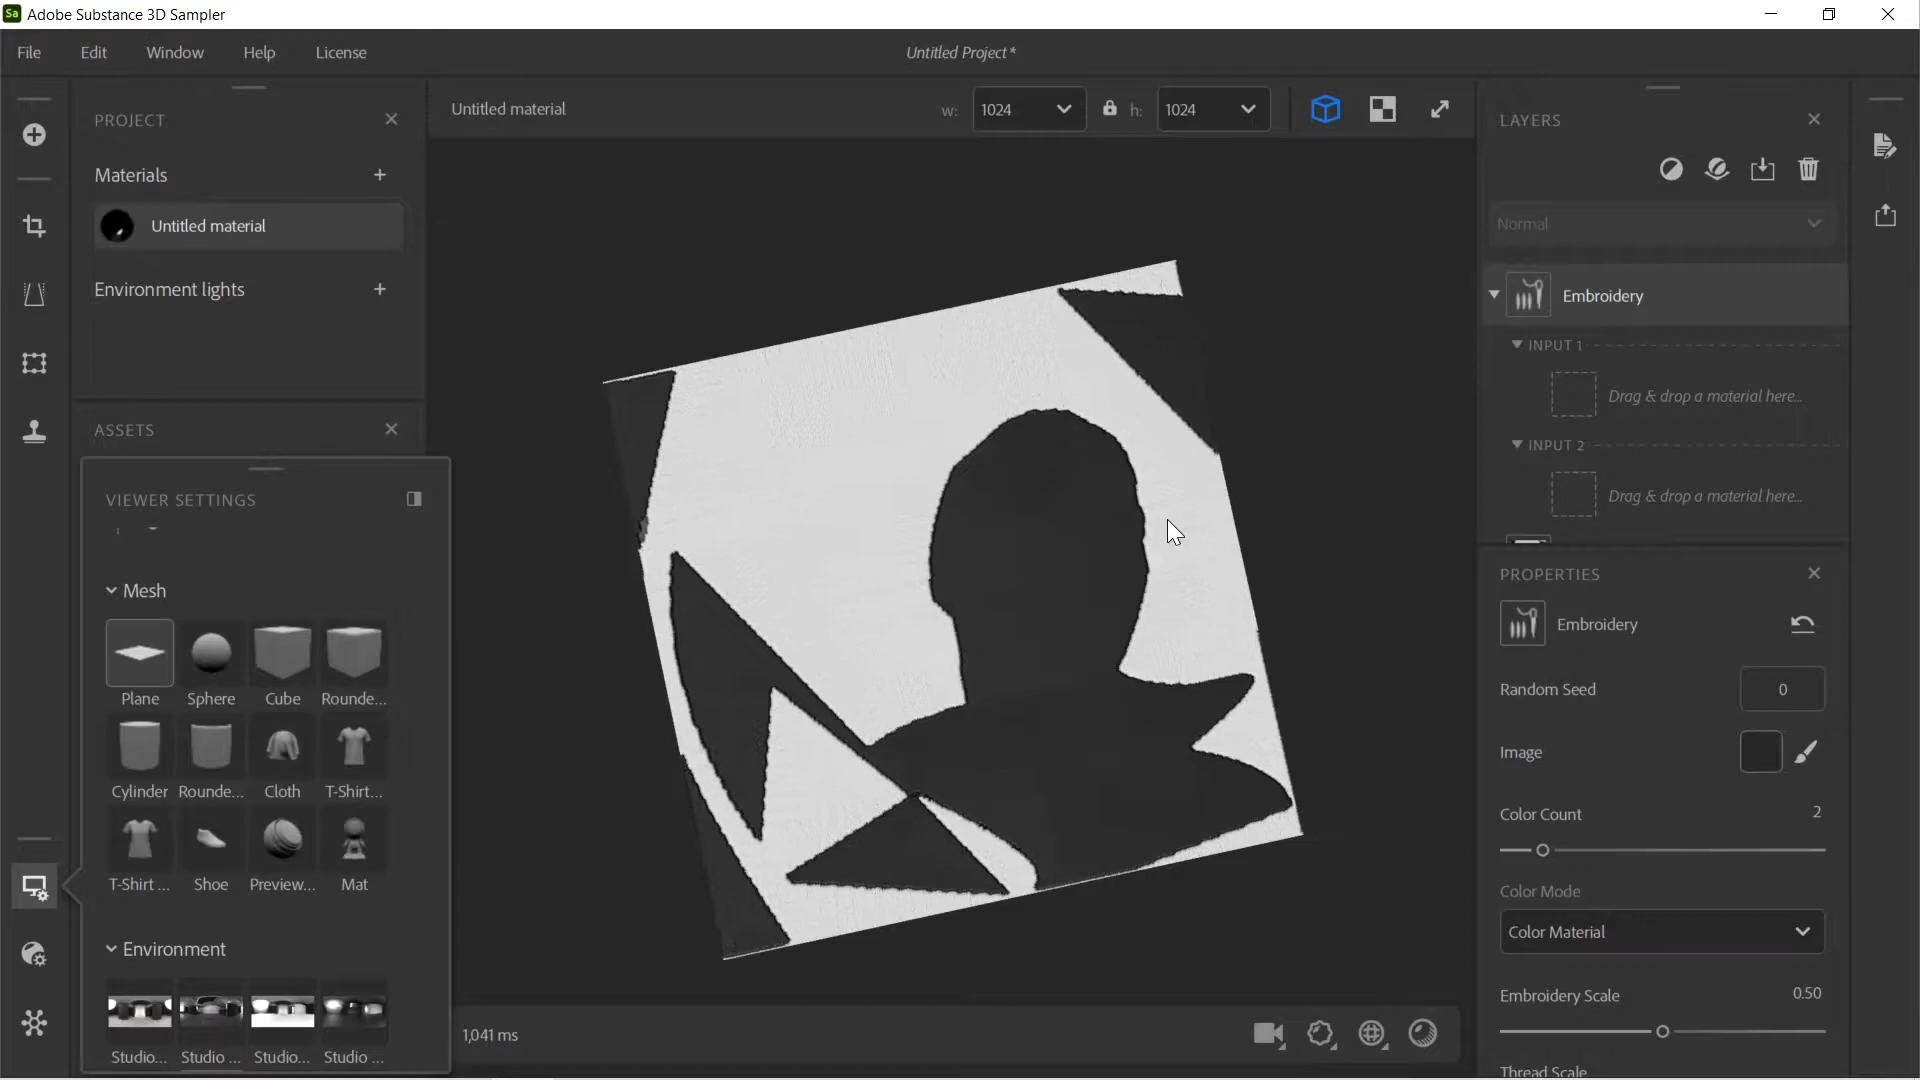 Sa Adobe Substance 3D Sampler
File Edit Window Help License
Untitled Project*
PROJECT
Materials
Untitled material
Environment lights
ASSETS
VIEWER SETTINGS
Mesh
Plane Sphere Cube Rounde...
Cylinder Rounde... Cloth T-Shirt...
T-Shirt ... Shoe Preview... Mat
Environment
Studio... Studio ... Studio... Studio ...
Untitled material
w: 1024 h: 1024
1,041 ms
LAYERS
Normal
Embroidery
INPUT 1
Drag & drop a material here...
INPUT 2
Drag & drop a material here...
PROPERTIES
Embroidery
Random Seed 0
Image
Color Count 2
Color Mode
Color Material
Embroidery Scale 0.50
Thread Scale